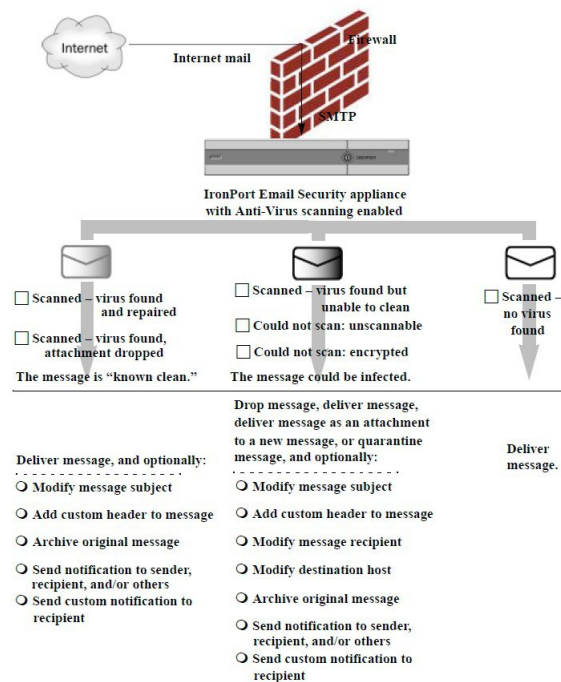 Internet
Firewall
Internet mail
SMTP
IronPort Email Security appliance
with Anti-Virus scanning enabled
Scanned – virus found
and repaired
Scanned – virus found,
attachment dropped
The message is “known clean.”
Scanned – virus found but
unable to clean
Could not scan: unscannable
Could not scan: encrypted
The message could be infected.
Scanned –
no virus
found
Deliver message, and optionally:
Modify message subject
Add custom header to message
Archive original message
Send notification to sender,
recipient, and/or others
Send custom notification to
recipient
Drop message, deliver message,
deliver message as an attachment
to a new message, or quarantine
message, and optionally:
Modify message subject
Add custom header to message
Modify message recipient
Modify destination host
Archive original message
Send notification to sender,
recipient, and/or others
Send custom notification to
recipient
Deliver
message.